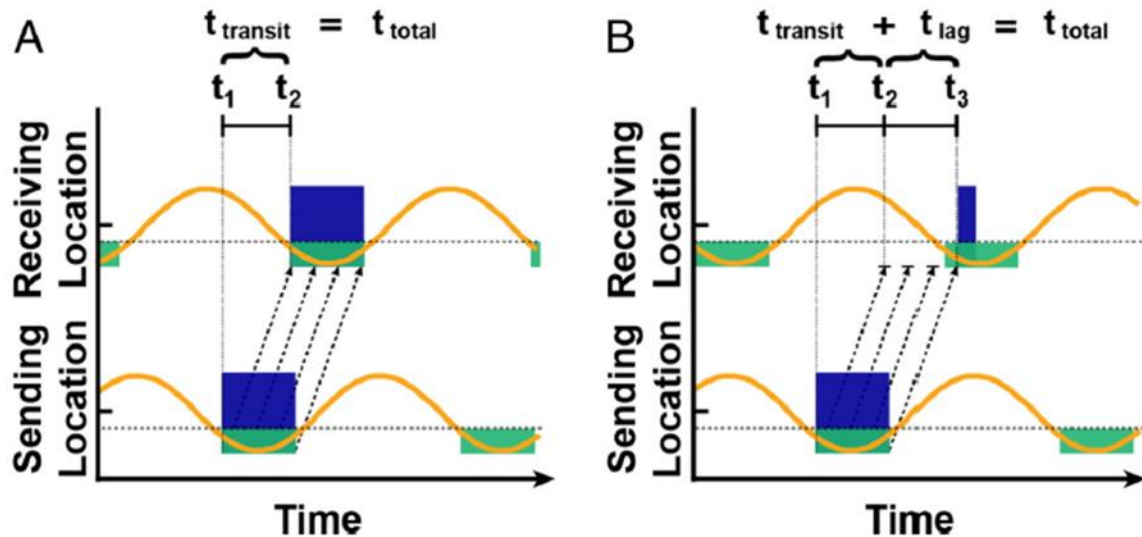 A
t transit = t total
t1 t2
Receiving
Location
Sending
Location
Time
B
t transit + t lag = t total
t1 t2 t3
Receiving
Location
Sending
Location
Time